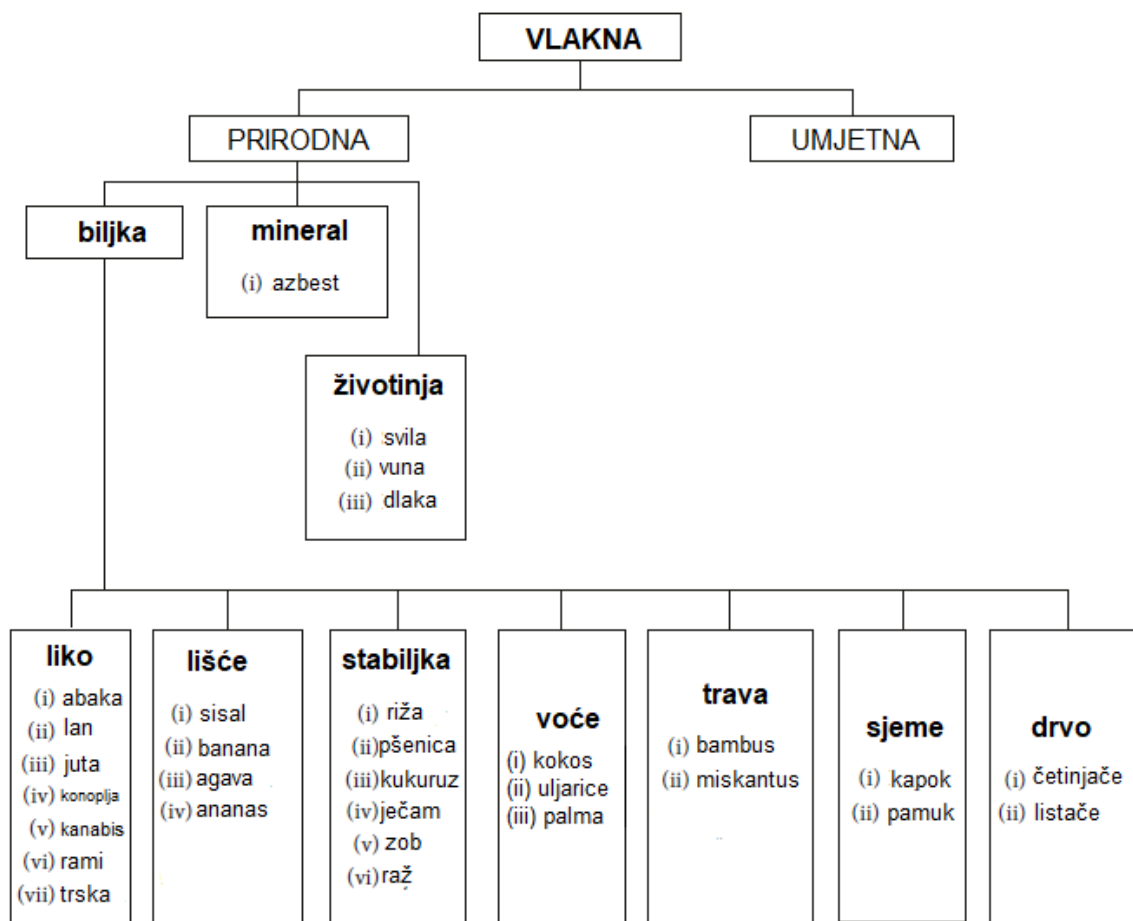 VLAKNA
PRIRODNA
UMJETNA
biljka
mineral
(i) azbest
životinja
(i) svila
(ii) vuna
(iii) dlaka
liko
(i) abaka
(ii) lan
(iii) juta
(iv) konoplja
(v) kanabis
(vi) rami
(vii) trska
lišće
(i) sisal
(ii) banana
(iii) agava
(iv) ananas
stabiljka
(i) riža
(ii) pšenica
(iii) kukuruz
(iv) ječam
(v) zob
(vi) raž
voće
(i) kokos
(ii) uljarice
(iii) palma
trava
(i) bambus
(ii) miskantus
sjeme
(i) kapok
(ii) pamuk
drvo
(i) četinjače
(ii) listače